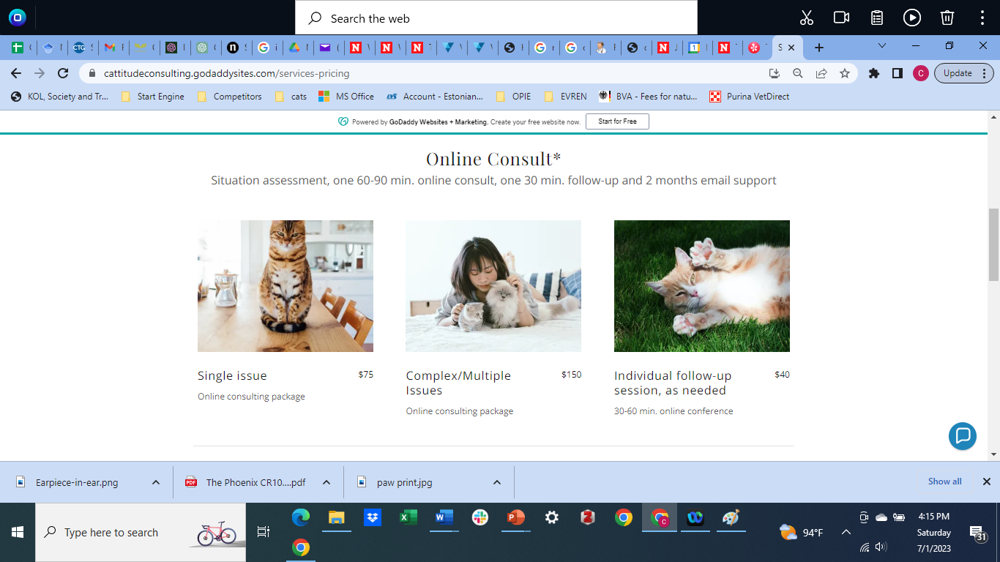 Search the web
CTG
cattitudeconsulting.godaddysites.com/services-pricing
C
Update
KOL, Society and Tr...
Start Engine
Competitors
cats
MS Office
Account - Estonian...
OPIE
EVREN
BVA - Fees for natu...
Purina VetDirect
Powered by GoDaddy Websites + Marketing. Create your free website now.
Start for Free
Online Consult*
Situation assessment, one 60-90 min. online consult, one 30 min. follow-up and 2 months email support
Single issue
$75
Online consulting package
Complex/Multiple
Issues
$150
Online consulting package
Individual follow-up
session, as needed
$40
30-60 min. online conference
Earpiece-in-ear.png
PDF
The Phoenix CR10....pdf
paw print.jpg
Show all
Type here to search
94°F
4:15 PM
Saturday
7/1/2023
31